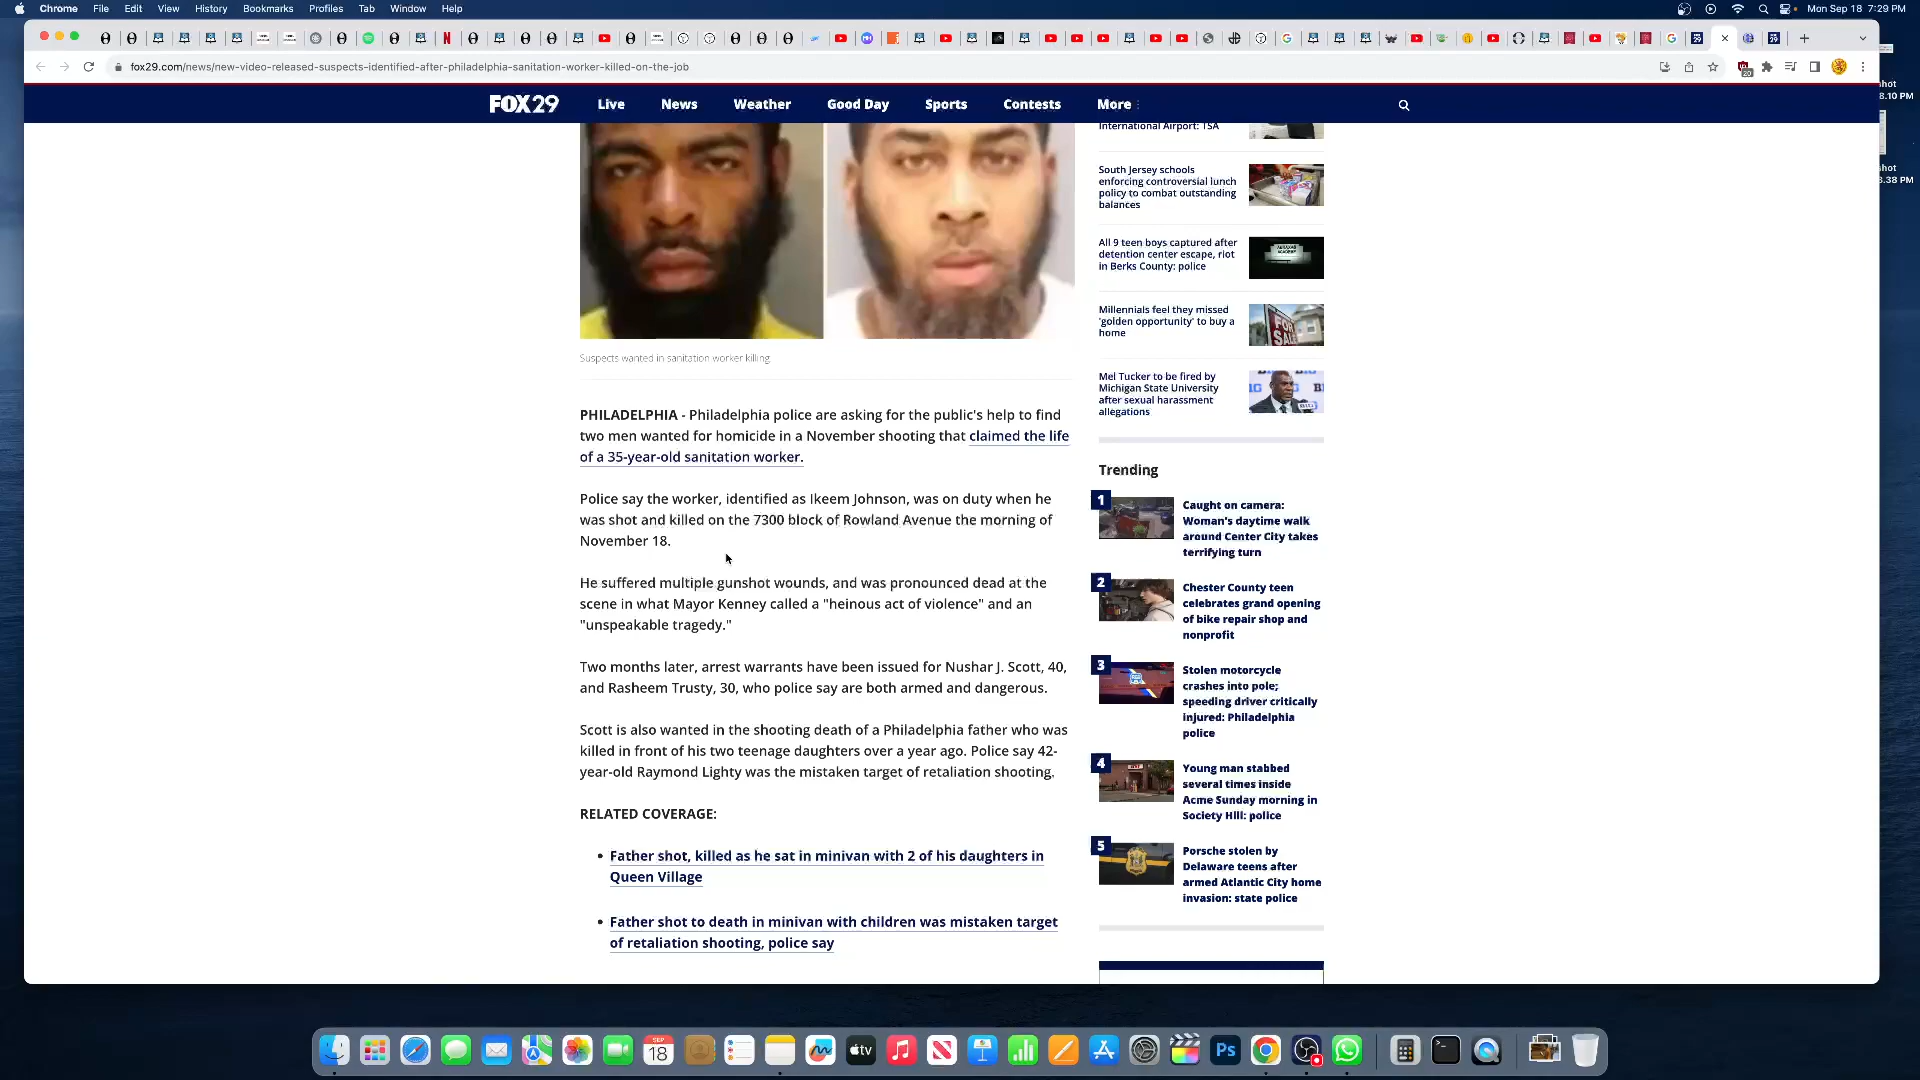 Chrome File Edit View History Bookmarks Profiles Tab Window Help
Mon Sep 18 7:29 PM
fox29.com/news/new-video-released-suspects-identified-after-philadelphia-sanitation-worker-killed-on-the-job
FOX 29 Live News Weather Good Day Sports Contests More
Suspects wanted in sanitation worker killing
PHILADELPHIA - Philadelphia police are asking for the public's help to find
two men wanted for homicide in a November shooting that claimed the life
of a 35-year-old sanitation worker.
Police say the worker, identified as Ikeem Johnson, was on duty when he
was shot and killed on the 7300 block of Rowland Avenue the morning of
November 18.
He suffered multiple gunshot wounds, and was pronounced dead at the
scene in what Mayor Kenney called a "heinous act of violence" and an
"unspeakable tragedy."
Two months later, arrest warrants have been issued for Nushar J. Scott, 40,
and Rasheem Trusty, 30, who police say are both armed and dangerous.
Scott is also wanted in the shooting death of a Philadelphia father who was
killed in front of his two teenage daughters over a year ago. Police say 42-
year-old Raymond Lighty was the mistaken target of retaliation shooting.
RELATED COVERAGE:
• Father shot, killed as he sat in minivan with 2 of his daughters in
Queen Village
• Father shot to death in minivan with children was mistaken target
of retaliation shooting, police say
International Airport: TSA
South Jersey schools
enforcing controversial lunch
policy to combat outstanding
balances
All 9 teen boys captured after
detention center escape, riot
in Berks County: police
Millennials feel they missed
'golden opportunity' to buy a
home
FOR
SALE
Mel Tucker to be fired by
Michigan State University
after sexual harassment
allegations
Trending
1
Caught on camera:
Woman's daytime walk
around Center City takes
terrifying turn
2
Chester County teen
celebrates grand opening
of bike repair shop and
nonprofit
3
Stolen motorcycle
crashes into pole;
speeding driver critically
injured: Philadelphia
police
4
Young man stabbed
several times inside
Acme Sunday morning in
Society Hill: police
5
Porsche stolen by
Delaware teens after
armed Atlantic City home
invasion: state police
hot
8.10 PM
hot
3.38 PM
SEP
18
tv
Ps